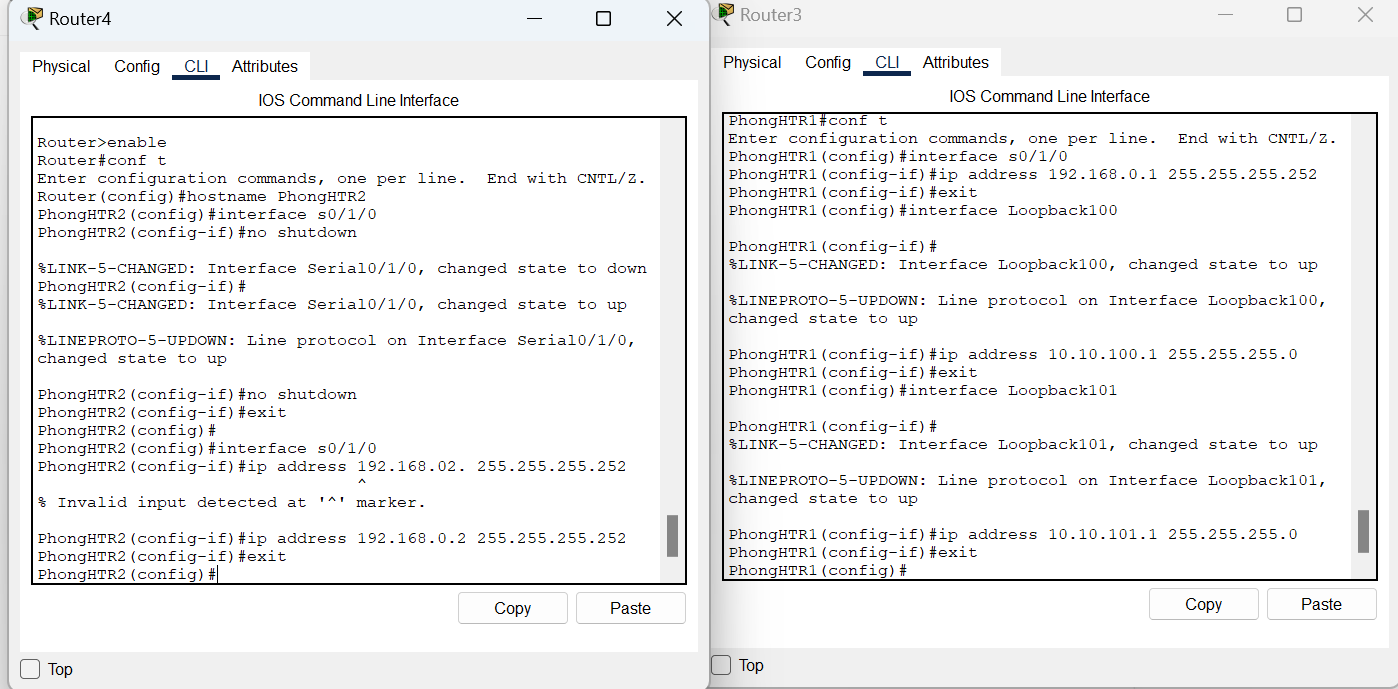 Router4
Physical Config CLI Attributes
IOS Command Line Interface
Router>enable
Router#conf t
Enter configuration commands, one per line.  End with CNTL/Z.
Router(config)#hostname PhongHTR2
PhongHTR2(config)#interface s0/1/0
PhongHTR2(config-if)#no shutdown
%LINK-5-CHANGED: Interface Serial0/1/0, changed state to down
PhongHTR2(config-if)#
%LINK-5-CHANGED: Interface Serial0/1/0, changed state to up
%LINEPROTO-5-UPDOWN: Line protocol on Interface Serial0/1/0,
changed state to up
PhongHTR2(config-if)#no shutdown
PhongHTR2(config-if)#exit
PhongHTR2(config)#
PhongHTR2(config)#interface s0/1/0
PhongHTR2(config-if)#ip address 192.168.02. 255.255.255.252
^
% Invalid input detected at '^' marker.
PhongHTR2(config-if)#ip address 192.168.0.2 255.255.255.252
PhongHTR2(config-if)#exit
PhongHTR2(config)#
Copy Paste
Top
Router3
Physical Config CLI Attributes
IOS Command Line Interface
PhongHTR1#conf t
Enter configuration commands, one per line.  End with CNTL/Z.
PhongHTR1(config)#interface s0/1/0
PhongHTR1(config-if)#ip address 192.168.0.1 255.255.255.252
PhongHTR1(config-if)#exit
PhongHTR1(config)#interface Loopback100
PhongHTR1(config-if)#
%LINK-5-CHANGED: Interface Loopback100, changed state to up
%LINEPROTO-5-UPDOWN: Line protocol on Interface Loopback100,
changed state to up
PhongHTR1(config-if)#ip address 10.10.100.1 255.255.255.0
PhongHTR1(config-if)#exit
PhongHTR1(config)#interface Loopback101
PhongHTR1(config-if)#
%LINK-5-CHANGED: Interface Loopback101, changed state to up
%LINEPROTO-5-UPDOWN: Line protocol on Interface Loopback101,
changed state to up
PhongHTR1(config-if)#ip address 10.10.101.1 255.255.255.0
PhongHTR1(config-if)#exit
PhongHTR1(config)#
Copy Paste
Top